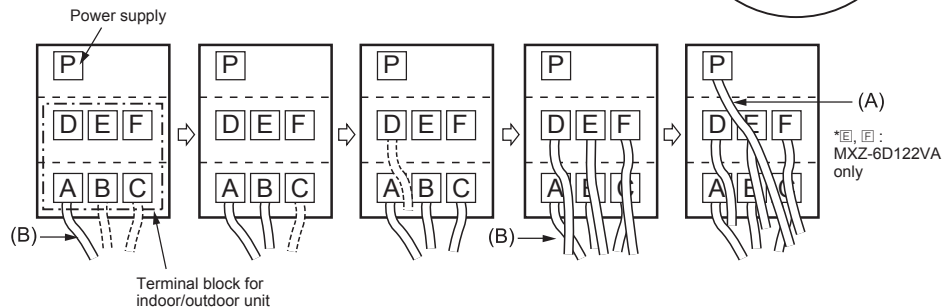 Power supply
P
P
P
P
P
D E F
D E F
D E F
D E F
D E F
A B C
A B C
A B C
A B C
A B C
(A)
*E, F :
MXZ-6D122VA
only
(B)
(B)
Terminal block for
indoor/outdoor unit